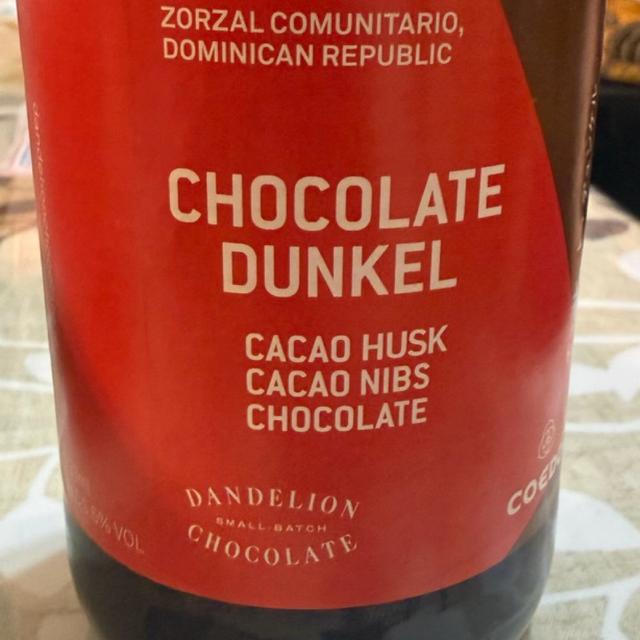 ZORZAL COMUNITARIO,
DOMINICAN REPUBLIC
CHOCOLATE
DUNKEL
CACAO HUSK
CACAO NIBS
CHOCOLATE
DANDELION
SMALL-BATCH
CHOCOLATE